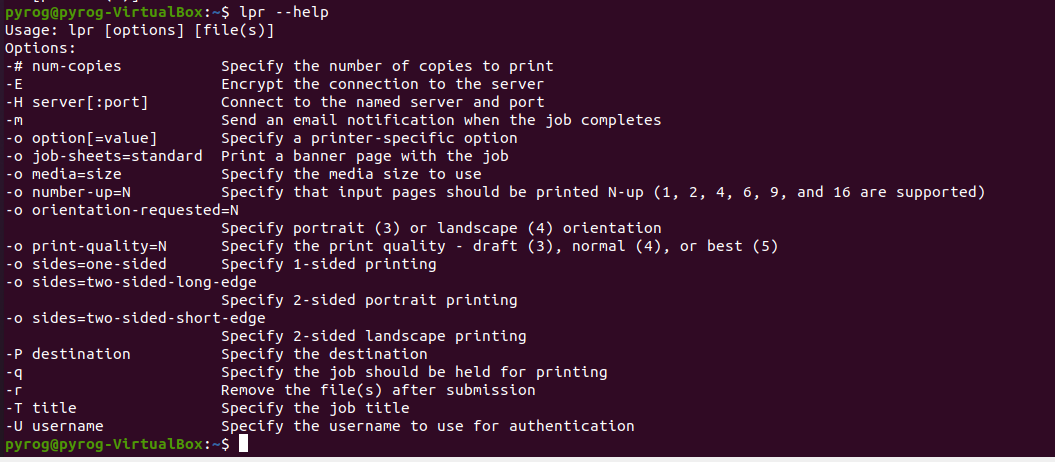 pyrog@pyrog-VirtualBox:~$ lpr --help
Usage: lpr [options] [file(s)]
Options:
-# num-copies           Specify the number of copies to print
-E                      Encrypt the connection to the server
-H server[:port]        Connect to the named server and port
-m                      Send an email notification when the job completes
-o option[=value]       Specify a printer-specific option
-o job-sheets=standard  Print a banner page with the job
-o media=size           Specify the media size to use
-o number-up=N          Specify that input pages should be printed N-up (1, 2, 4, 6, 9, and 16 are supported)
-o orientation-requested=N
                        Specify portrait (3) or landscape (4) orientation
-o print-quality=N      Specify the print quality - draft (3), normal (4), or best (5)
-o sides=one-sided      Specify 1-sided printing
-o sides=two-sided-long-edge
                        Specify 2-sided portrait printing
-o sides=two-sided-short-edge
                        Specify 2-sided landscape printing
-P destination          Specify the destination
-q                      Specify the job should be held for printing
-r                      Remove the file(s) after submission
-T title                Specify the job title
-U username             Specify the username to use for authentication
pyrog@pyrog-VirtualBox:~$